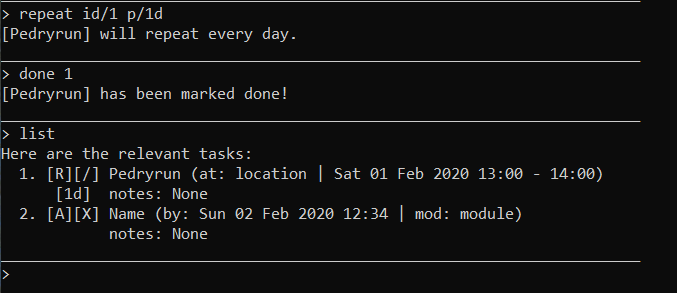 > repeat id/1 p/1d
[Pedryrun] will repeat every day.
> done 1
[Pedryrun] has been marked done!
> list
Here are the relevant tasks:
1. [R][/] Pedryrun (at: location | Sat 01 Feb 2020 13:00 - 14:00)
[1d] notes: None
2. [A][X] Name (by: Sun 02 Feb 2020 12:34 | mod: module)
notes: None
>